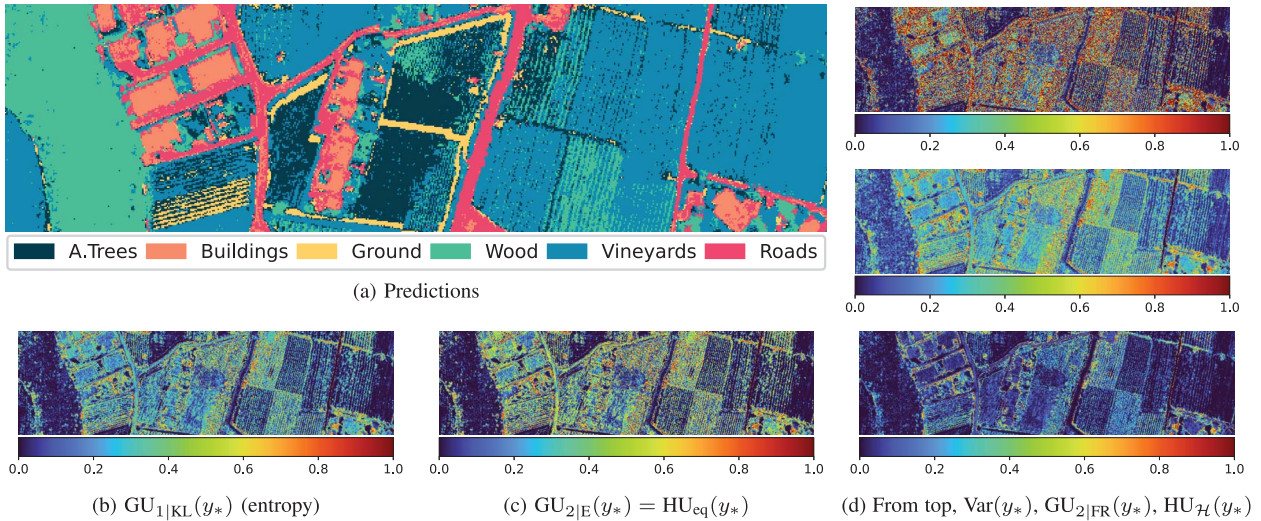 A.Trees Buildings Ground Wood Vineyards Roads
(a) Predictions
0.0 0.2 0.4 0.6 0.8 1.0
0.0 0.2 0.4 0.6 0.8 1.0
0.0 0.2 0.4 0.6 0.8 1.0
0.0 0.2 0.4 0.6 0.8 1.0
0.0 0.2 0.4 0.6 0.8 1.0
(b) GU₁|KL(y∗) (entropy)
(c) GU₂|E(y∗) = HUeq(y∗)
(d) From top, Var(y∗), GU₂|FR(y∗), HU_ℋ(y∗)